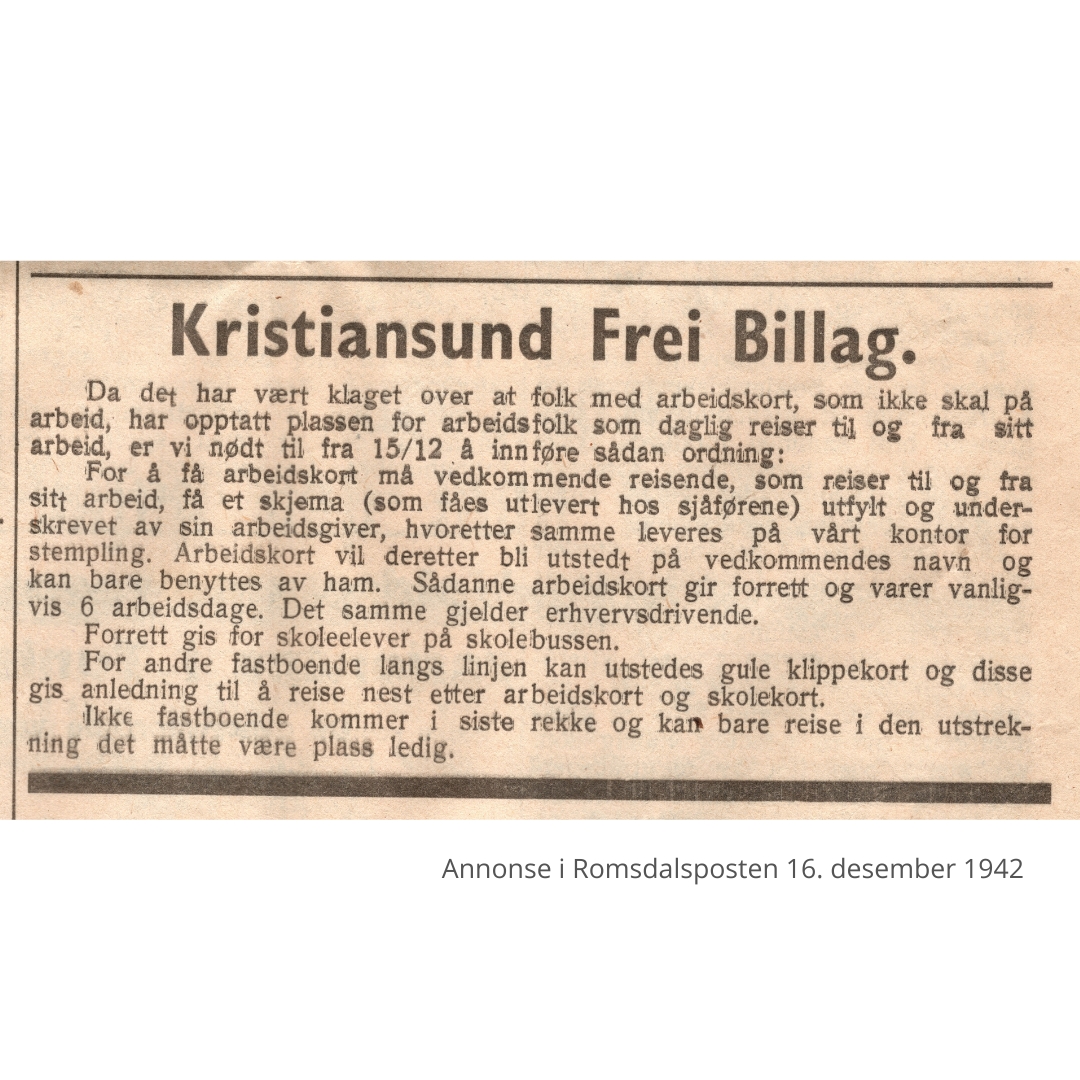 Kristiansund Frei Billag.
Da det har vært klaget over at folk med arbeidskort, som ikke skal på
arbeid, har opptatt plassen for arbeidsfolk som daglig reiser til og fra sitt
arbeid, er vi nødt til fra 15/12 å innføre sådan ordning:
For å få arbeidskort må vedkommende reisende, som reiser til og fra
sitt arbeid, få et skjema (som fåes utlevert hos sjåførene) utfylt og under-
skrevet av sin arbeidsgiver, hvoretter samme leveres på vårt kontor for
stempling. Arbeidskort vil deretter bli utstedt på vedkommendes navn og
kan bare benyttes av ham. Sådanne arbeidskort gir forrett og varer vanlig-
vis 6 arbeidsdage. Det samme gjelder erhvervsdrivende.
Forrett gis for skoleelever på skolebussen.
For andre fastboende langs linjen kan utstedes gule klippekort og disse
gis anledning til å reise nest etter arbeidskort og skolekort.
Ikke fastboende kommer i siste rekke og kan bare reise i den utstrek-
ning det måtte være plass ledig.
Annonse i Romsdalsposten 16. desember 1942